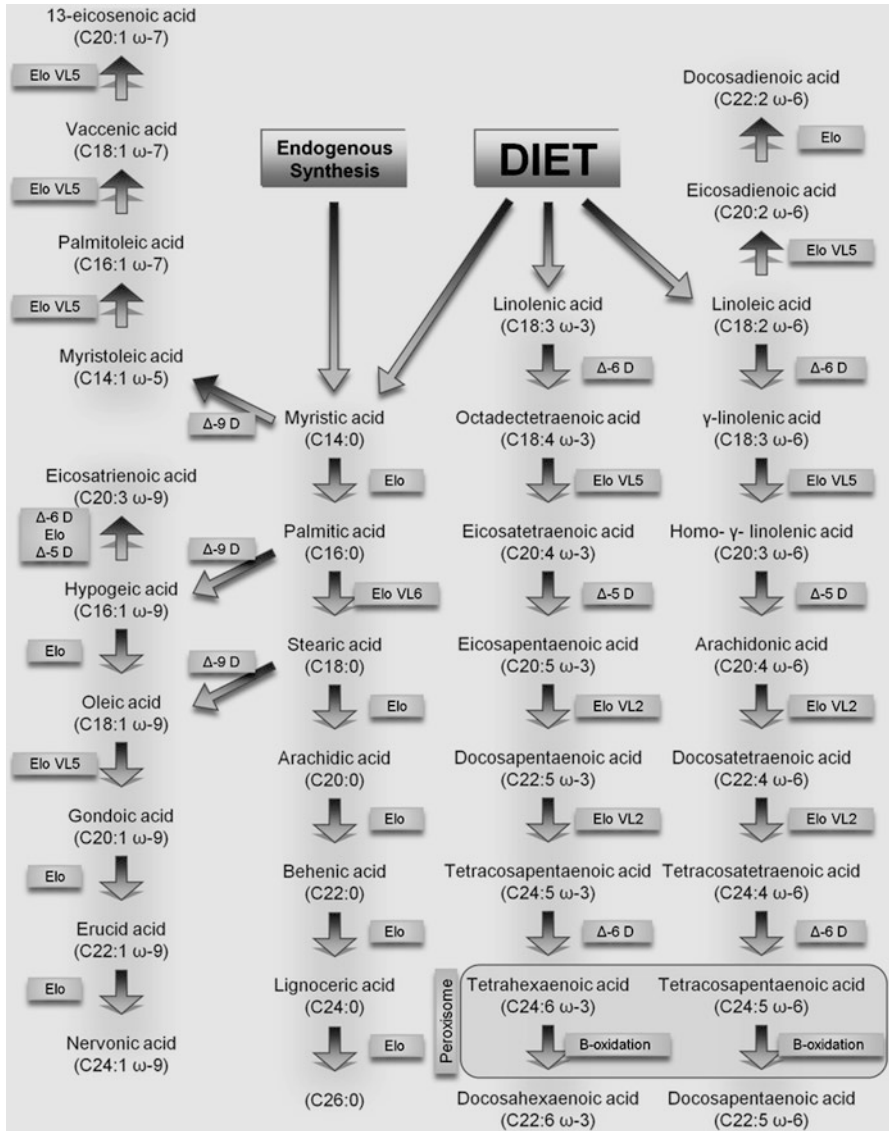 13-eicosenoic acid
(C20:1 ω-7)
Elo VL5
Vaccenic acid
(C18:1 ω-7)
Elo VL5
Palmitoleic acid
(C16:1 ω-7)
Elo VL5
Myristoleic acid
(C14:1 ω-5)
Δ-9 D
Eicosatrienoic acid
(C20:3 ω-9)
Δ-6 D
Elo
Δ-5 D
Δ-9 D
Hypogeic acid
(C16:1 ω-9)
Elo
Δ-9 D
Oleic acid
(C18:1 ω-9)
Elo VL5
Gondoic acid
(C20:1 ω-9)
Elo
Erucid acid
(C22:1 ω-9)
Elo
Nervonic acid
(C24:1 ω-9)
Endogenous
Synthesis
Myristic acid
(C14:0)
Elo
Palmitic acid
(C16:0)
Elo VL6
Stearic acid
(C18:0)
Elo
Arachidic acid
(C20:0)
Elo
Behenic acid
(C22:0)
Elo
Lignoceric acid
(C24:0)
Elo
(C26:0)
DIET
Linolenic acid
(C18:3 ω-3)
Δ-6 D
Octadectetraenoic acid
(C18:4 ω-3)
Elo VL5
Eicosatetraenoic acid
(C20:4 ω-3)
Δ-5 D
Eicosapentaenoic acid
(C20:5 ω-3)
Elo VL2
Docosapentaenoic acid
(C22:5 ω-3)
Elo VL2
Tetracosapentaenoic acid
(C24:5 ω-3)
Δ-6 D
Peroxisome
Tetrahexaenoic acid
(C24:6 ω-3)
B-oxidation
Docosahexaenoic acid
(C22:6 ω-3)
Docosadienoic acid
(C22:2 ω-6)
Elo
Eicosadienoic acid
(C20:2 ω-6)
Elo VL5
Linoleic acid
(C18:2 ω-6)
Δ-6 D
γ-linolenic acid
(C18:3 ω-6)
Elo VL5
Homo- γ- linolenic acid
(C20:3 ω-6)
Δ-5 D
Arachidonic acid
(C20:4 ω-6)
Elo VL2
Docosatetraenoic acid
(C22:4 ω-6)
Elo VL2
Tetracosatetraenoic acid
(C24:4 ω-6)
Δ-6 D
Tetracosapentaenoic acid
(C24:5 ω-6)
B-oxidation
Docosapentaenoic acid
(C22:5 ω-6)